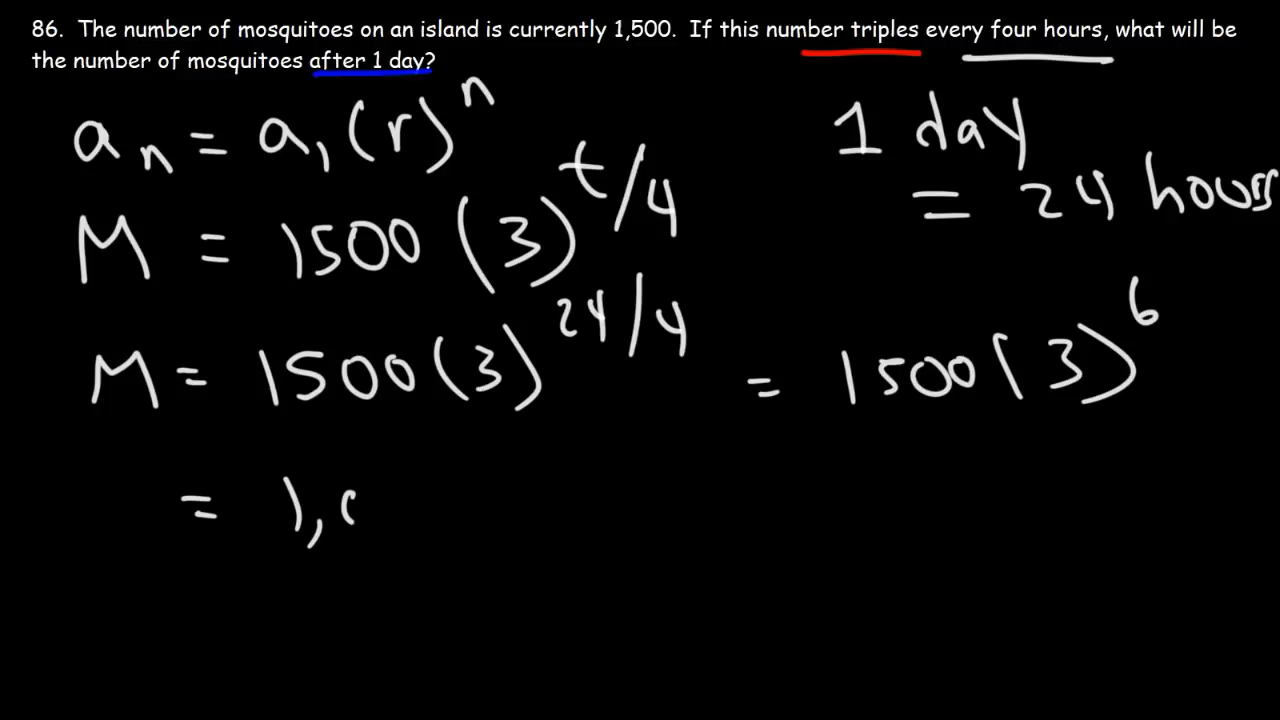 86. The number of mosquitoes on an island is currently 1,500. If this number triples every four hours, what will be
the number of mosquitoes after 1 day?
aₙ = a₁ (r)ⁿ
1 day
= 24 hours
M = 1500 (3)^t/4
M = 1500 (3)^24/4 = 1500 (3)^6
= 1,